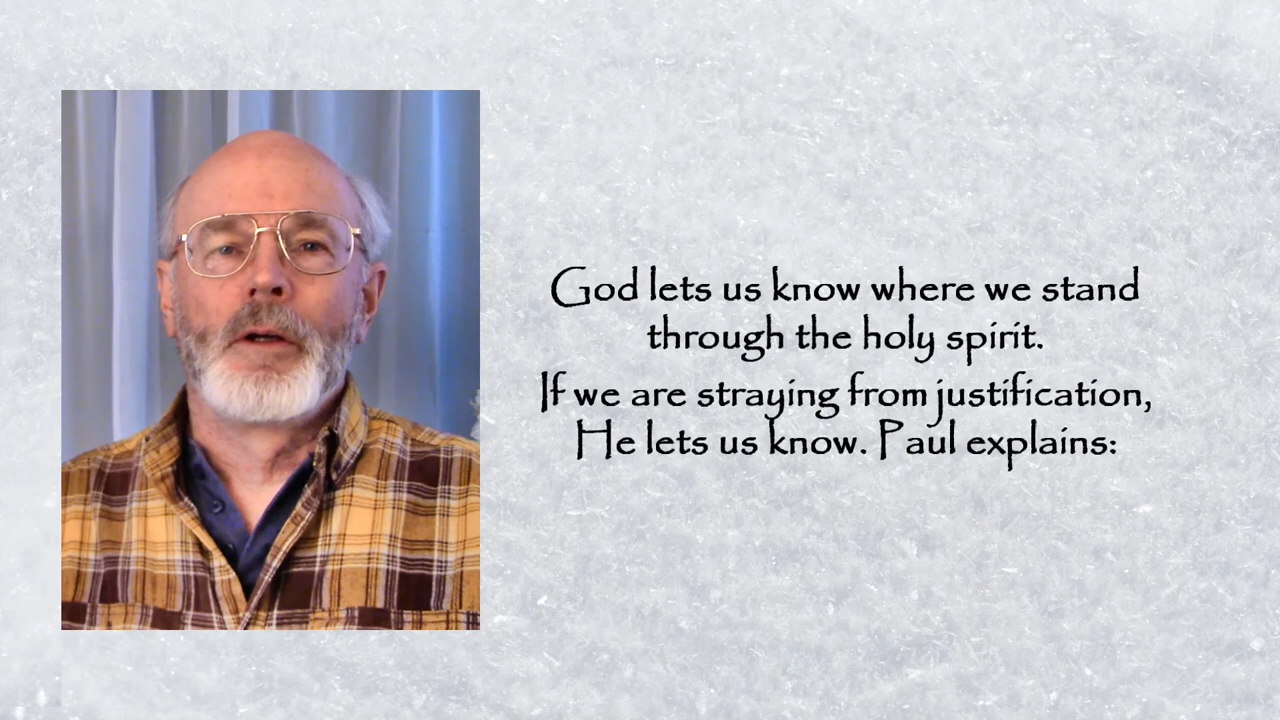 God lets us know where we stand
through the holy spirit.
If we are straying from justification,
He lets us know. Paul explains: